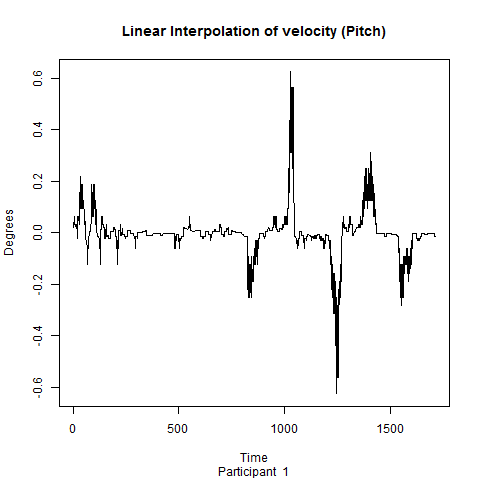 Linear Interpolation of velocity (Pitch)
Degrees
0.6
0.4
0.2
0.0
-0.2
-0.4
-0.6
0 500 1000 1500
Time
Participant 1